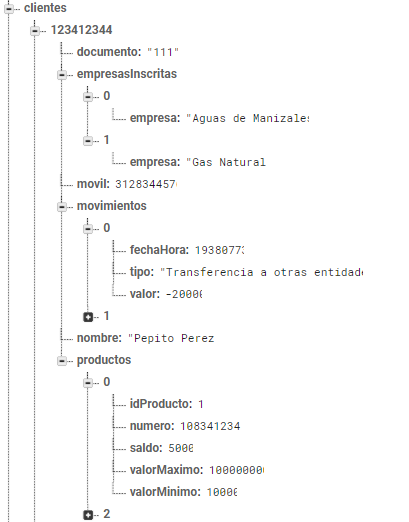 clientes
123412344
documento: "111"
empresasInscritas
0
empresa: "Aguas de Manizales
1
empresa: "Gas Natural
movil: 312834457
movimientos
0
fechaHora: 1938077
tipo: "Transferencia a otras entidad
valor: -20000
1
nombre: "Pepito Perez
productos
0
idProducto: 1
numero: 108341234
saldo: 5000
valorMaximo: 100000000
valorMinimo: 10000
2